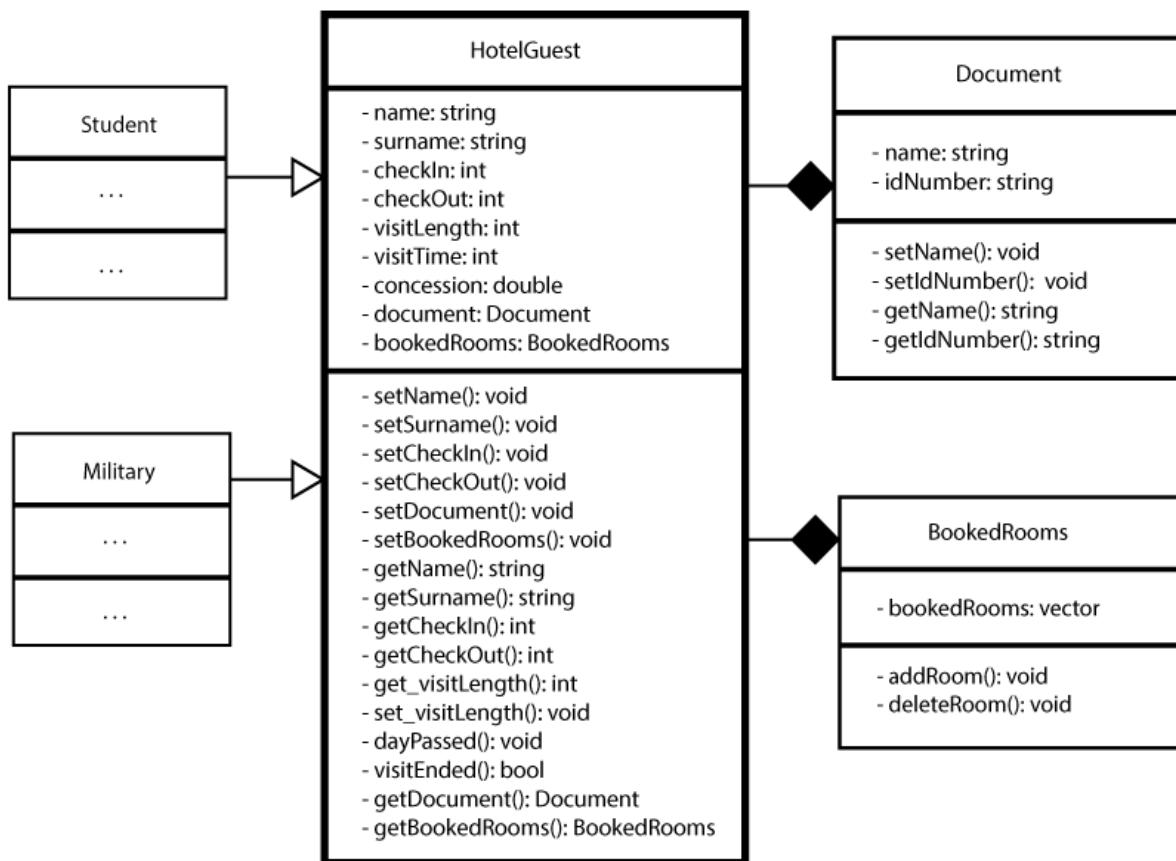 Student
...
...
Military
...
...
HotelGuest
- name: string
- surname: string
- checkIn: int
- checkOut: int
- visitLength: int
- visitTime: int
- concession: double
- document: Document
- bookedRooms: BookedRooms
- setName(): void
- setSurname(): void
- setCheckIn(): void
- setCheckOut(): void
- setDocument(): void
- setBookedRooms(): void
- getName(): string
- getSurname(): string
- getCheckIn(): int
- getCheckOut(): int
- get_visitLength(): int
- set_visitLength(): void
- dayPassed(): void
- visitEnded(): bool
- getDocument(): Document
- getBookedRooms(): BookedRooms
Document
- name: string
- idNumber: string
- setName(): void
- setIdNumber():  void
- getName(): string
- getIdNumber(): string
BookedRooms
- bookedRooms: vector
- addRoom(): void
- deleteRoom(): void